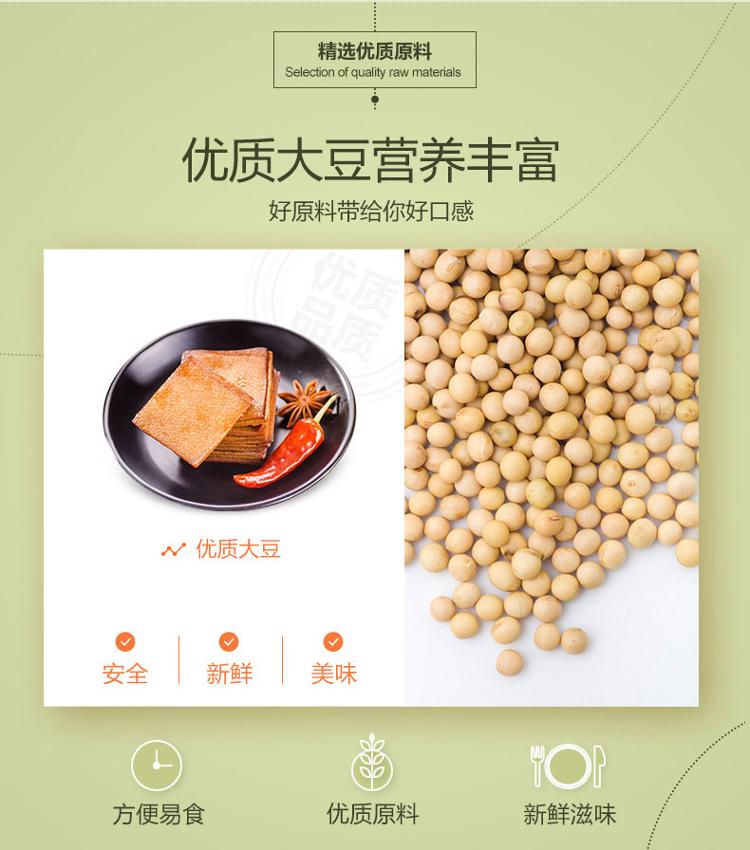 精选优质原料
Selection of quality raw materials
优质大豆营养丰富
好原料带给你好口感
优质
品质
优质大豆
安全
新鲜
美味
方便易食
优质原料
新鲜滋味